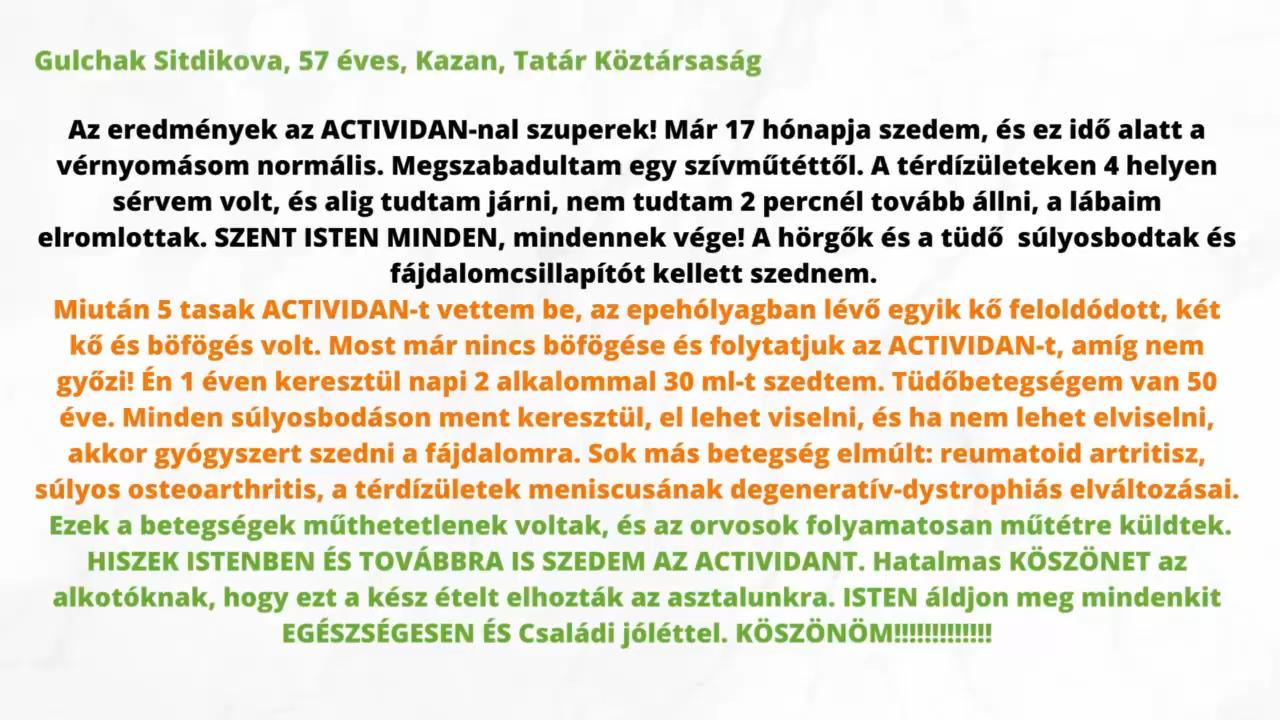 Gulchak Sitdikova, 57 éves, Kazan, Tatár Köztársaság
Az eredmények az ACTIVIDAN-nal szuperek! Már 17 hónapja szedem, és ez idő alatt a
vérnyomásom normális. Megszabadultam egy szívműtéttől. A térdízületeken 4 helyen
sérvem volt, és alig tudtam járni, nem tudtam 2 percnél tovább állni, a lábaim
elromlottak. SZENT ISTEN MINDEN, mindennek vége! A hörgők és a tüdő súlyosbodtak és
fájdalomcsillapítót kellett szednem.
Miután 5 tasak ACTIVIDAN-t vettem be, az epehólyagban lévő egyik kő feloldódott, két
kő és böfögés volt. Most már nincs böfögése és folytatjuk az ACTIVIDAN-t, amíg nem
győzi! Én 1 éven keresztül napi 2 alkalommal 30 ml-t szedtem. Tüdőbetegségem van 50
éve. Minden súlyosbodáson ment keresztül, el lehet viselni, és ha nem lehet elviselni,
akkor gyógyszert szedni a fájdalomra. Sok más betegség elmúlt: reumatoid artritisz,
súlyos osteoarthritis, a térdízületek meniscusának degeneratív-dystrophiás elváltozásai.
Ezek a betegségek műthetetlenek voltak, és az orvosok folyamatosan műtétre küldtek.
HISZEK ISTENBEN ÉS TOVÁBBRA IS SZEDEM AZ ACTIVIDANT. Hatalmas KÖSZÖNET az
alkotóknak, hogy ezt a kész ételt elhozták az asztalunkra. ISTEN áldjon meg mindenkit
EGÉSZSÉGESEN ÉS Családi jóléttel. KÖSZÖNÖM!!!!!!!!!!!!!